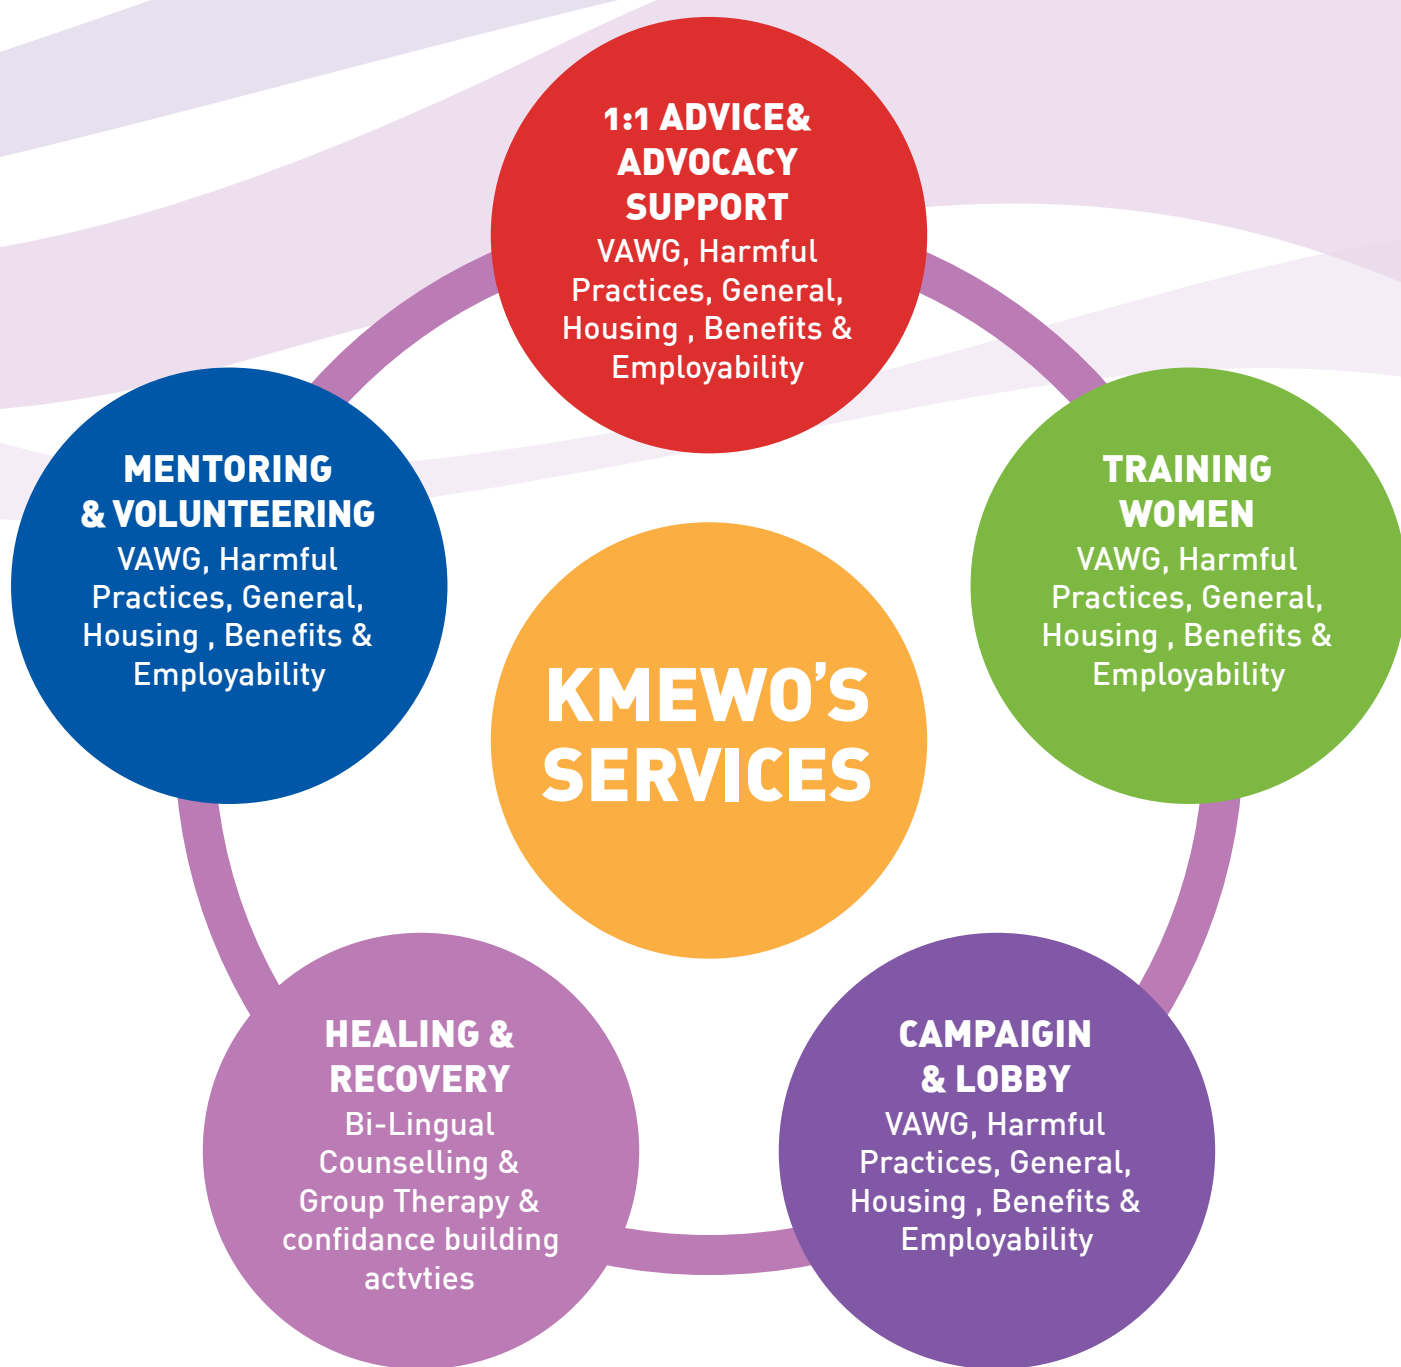 1:1 ADVICE&
ADVOCACY
SUPPORT
VAWG, Harmful
Practices, General,
Housing , Benefits &
Employability
MENTORING
& VOLUNTEERING
VAWG, Harmful
Practices, General,
Housing , Benefits &
Employability
TRAINING
WOMEN
VAWG, Harmful
Practices, General,
Housing , Benefits &
Employability
KMEWO’S
SERVICES
HEALING &
RECOVERY
Bi-Lingual
Counselling &
Group Therapy &
confidance building
actvties
CAMPAIGIN
& LOBBY
VAWG, Harmful
Practices, General,
Housing , Benefits &
Employability